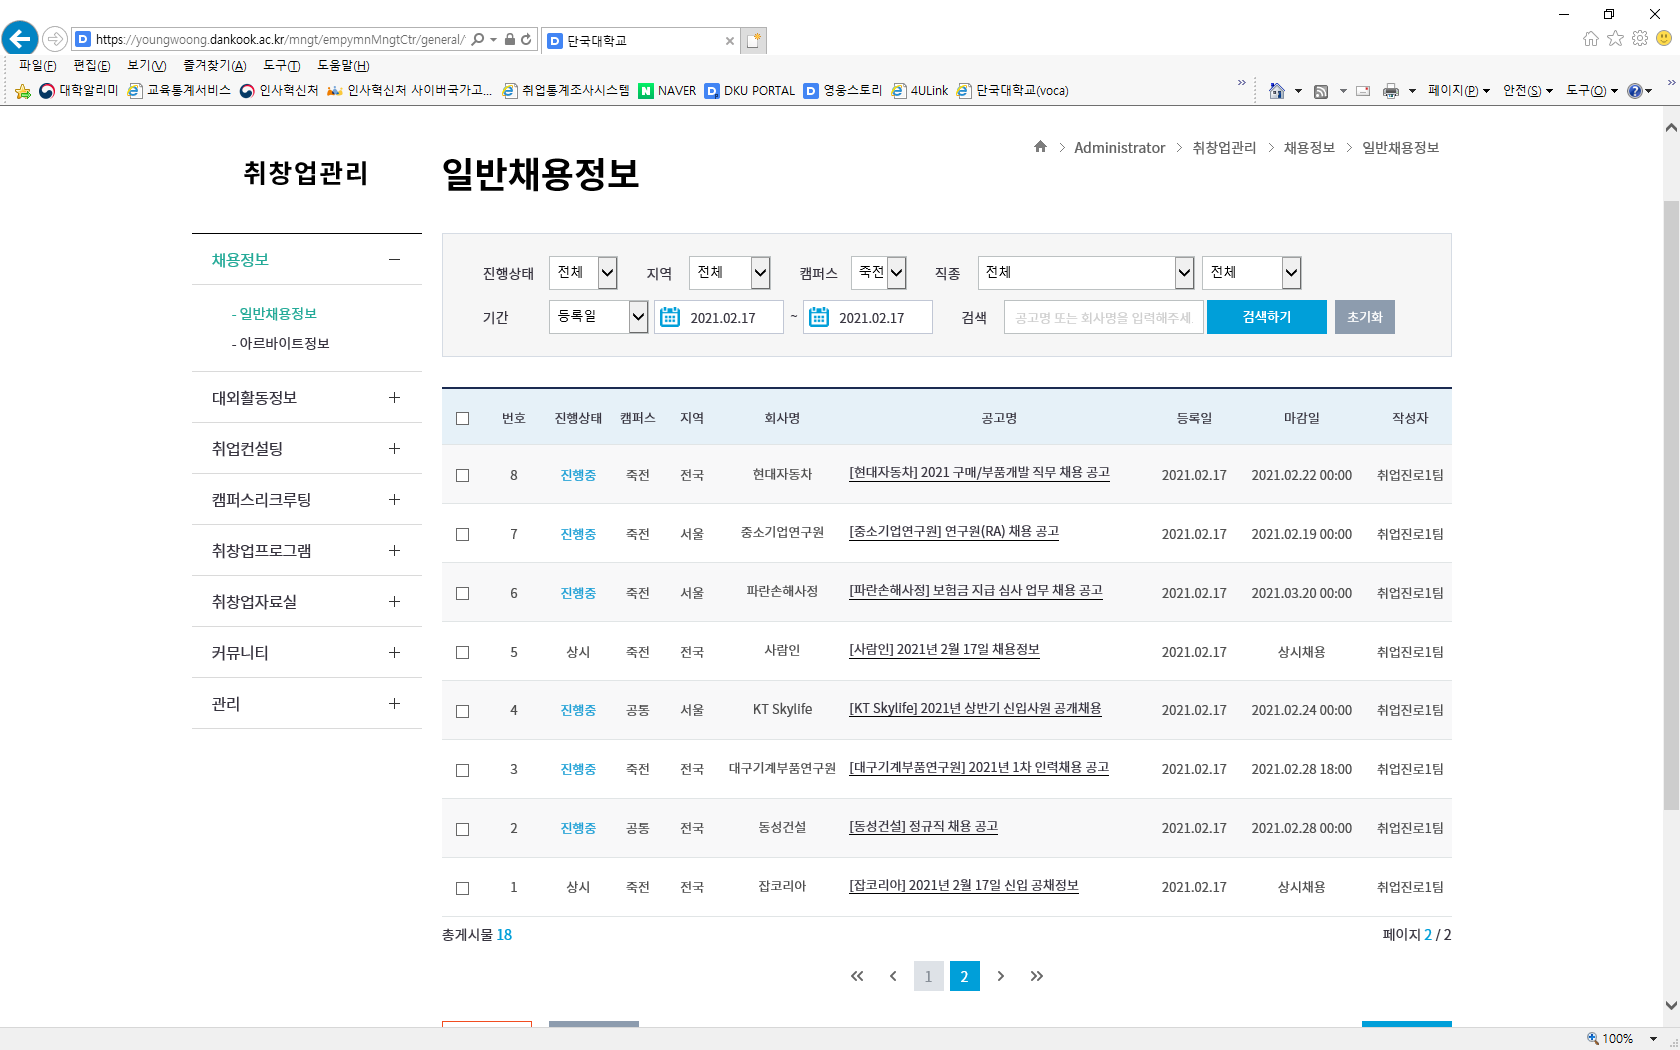 https://youngwoong.dankook.ac.kr/mngt/empymnMngtCtr/general/
단국대학교
파일(F) 편집(E) 보기(V) 즐겨찾기(A) 도구(T) 도움말(H)
대학알리미 교육통계서비스 인사혁신처 인사혁신처 사이버국가고... 취업통계조사시스템 NAVER DKU PORTAL 영웅스토리 4ULink 단국대학교(voca) 페이지(P) 안전(S) 도구(O)
Administrator > 취창업관리 > 채용정보 > 일반채용정보
취창업관리
일반채용정보
채용정보
- 일반채용정보
- 아르바이트정보
대외활동정보
취업컨설팅
캠퍼스리크루팅
취창업프로그램
취창업자료실
커뮤니티
관리
진행상태 전체 지역 전체 캠퍼스 죽전 직종 전체 전체
기간 등록일 2021.02.17 ~ 2021.02.17 검색 공고명 또는 회사명을 입력해주세. 검색하기 초기화
번호 진행상태 캠퍼스 지역 회사명 공고명 등록일 마감일 작성자
8 진행중 죽전 전국 현대자동차 [현대자동차] 2021 구매/부품개발 직무 채용 공고 2021.02.17 2021.02.22 00:00 취업진로1팀
7 진행중 죽전 서울 중소기업연구원 [중소기업연구원] 연구원(RA) 채용 공고 2021.02.17 2021.02.19 00:00 취업진로1팀
6 진행중 죽전 서울 파란손해사정 [파란손해사정] 보험금 지급 심사 업무 채용 공고 2021.02.17 2021.03.20 00:00 취업진로1팀
5 상시 죽전 전국 사람인 [사람인] 2021년 2월 17일 채용정보 2021.02.17 상시채용 취업진로1팀
4 진행중 공통 서울 KT Skylife [KT Skylife] 2021년 상반기 신입사원 공개채용 2021.02.17 2021.02.24 00:00 취업진로1팀
3 진행중 죽전 전국 대구기계부품연구원 [대구기계부품연구원] 2021년 1차 인력채용 공고 2021.02.17 2021.02.28 18:00 취업진로1팀
2 진행중 공통 전국 동성건설 [동성건설] 정규직 채용 공고 2021.02.17 2021.02.28 00:00 취업진로1팀
1 상시 죽전 전국 잡코리아 [잡코리아] 2021년 2월 17일 신입 공채정보 2021.02.17 상시채용 취업진로1팀
총게시물 18
페이지 2 / 2
1 2
100%